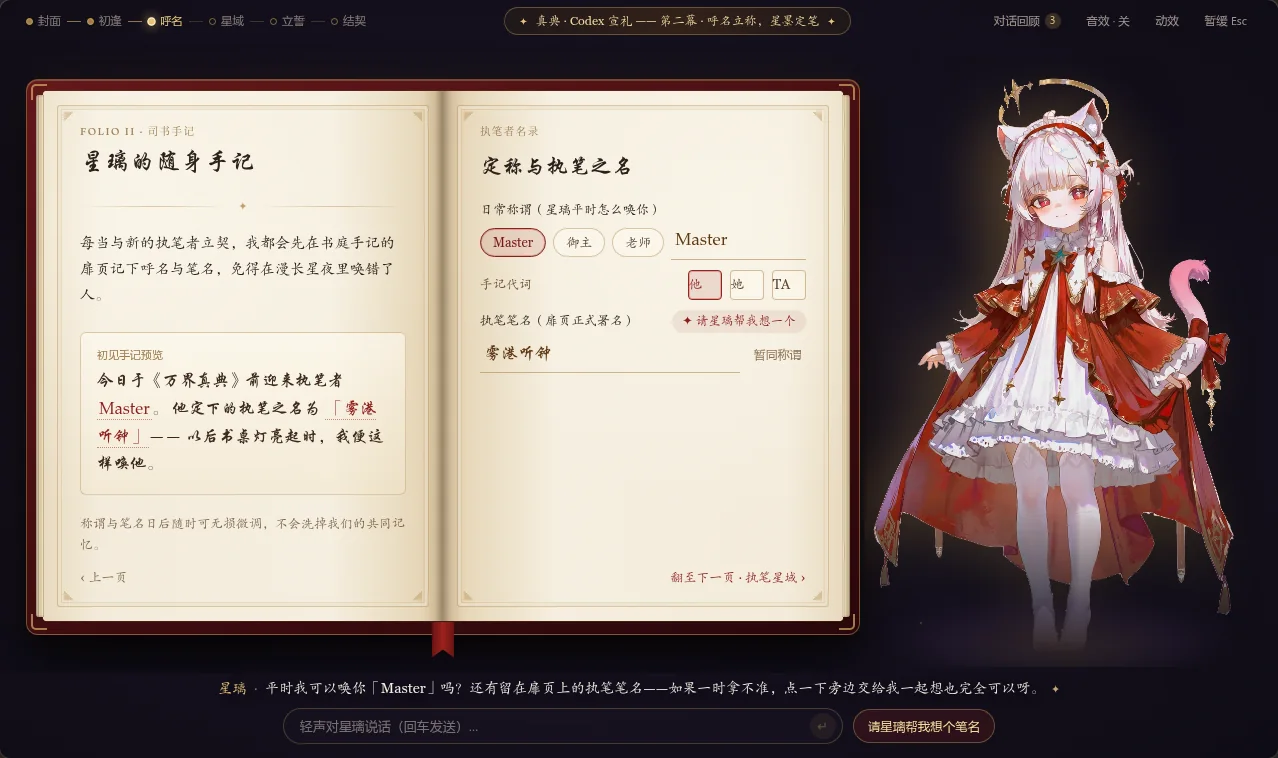 封面 初逢 呼名 星域 立誓 结契
✦ 真典 · Codex 宣礼 —— 第二幕 · 呼名立称，星墨定笔 ✦
对话回顾 3 音效 · 关 动效 暂缓 Esc
FOLIO II · 司书手记
星璃的随身手记
每当与新的执笔者立契，我都会先在书庭手记的
扉页记下呼名与笔名，免得在漫长星夜里唤错了
人。
初见手记预览
今日于《万界真典》前迎来执笔者
Master。他定下的执笔之名为「雾港
听钟」—— 以后书桌灯亮起时，我便这
样唤他。
称谓与笔名日后随时可无损微调，不会洗掉我们的共同记
忆。
‹ 上一页
执笔者名录
定称与执笔之名
日常称谓（星璃平时怎么唤你）
Master 御主 老师 Master
手记代词 他 她 TA
执笔笔名（扉页正式署名） ✦ 请星璃帮我想一个
雾港听钟 暂同称谓
翻至下一页 · 执笔星域 ›
星璃 · 平时我可以唤你「Master」吗？还有留在扉页上的执笔笔名——如果一时拿不准，点一下旁边交给我一起想也完全可以呀。 ✦
轻声对星璃说话（回车发送）... ↵ 请星璃帮我想个笔名